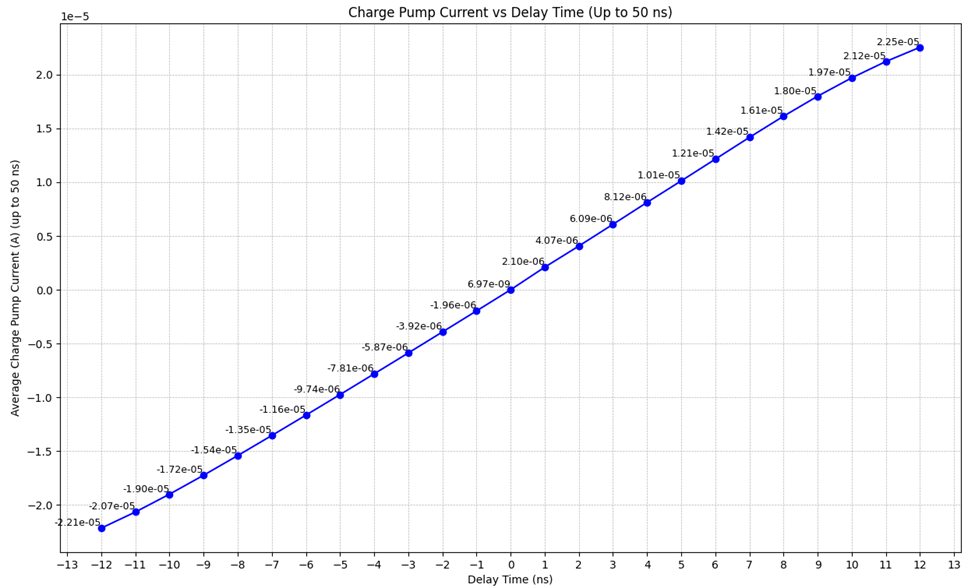 Charge Pump Current vs Delay Time (Up to 50 ns)
1e−5
2.25e-05
2.12e-05
1.97e-05
1.80e-05
1.61e-05
1.42e-05
1.21e-05
1.01e-05
8.12e-06
6.09e-06
4.07e-06
2.10e-06
6.97e-09
-1.96e-06
-3.92e-06
-5.87e-06
-7.81e-06
-9.74e-06
-1.16e-05
-1.35e-05
-1.54e-05
-1.72e-05
-1.90e-05
-2.07e-05
-2.21e-05
2.0
1.5
1.0
0.5
0.0
−0.5
−1.0
−1.5
−2.0
Average Charge Pump Current (A) (up to 50 ns)
−13 −12 −11 −10 −9 −8 −7 −6 −5 −4 −3 −2 −1 0 1 2 3 4 5 6 7 8 9 10 11 12 13
Delay Time (ns)